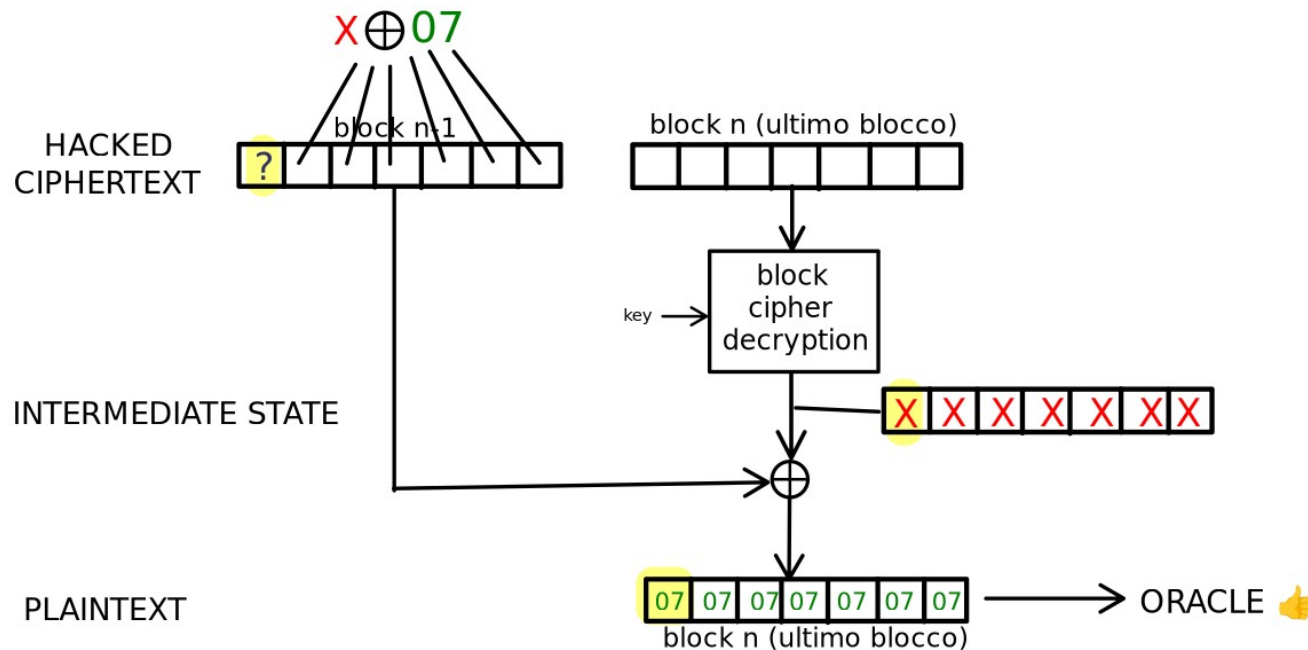 X ⊕ 07
HACKED
CIPHERTEXT
block n-1
?
block n (ultimo blocco)
block
cipher
decryption
key
INTERMEDIATE STATE
X X X X X X X
PLAINTEXT
07 07 07 07 07 07 07
ORACLE 👍
block n (ultimo blocco)